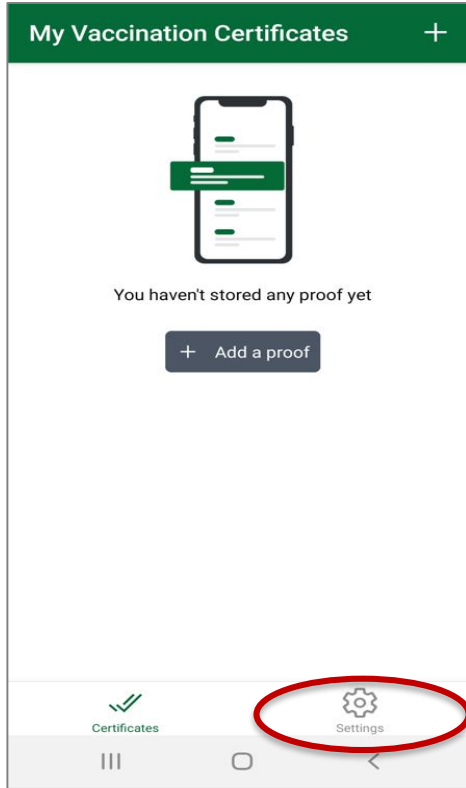 My Vaccination Certificates +
You haven't stored any proof yet
+ Add a proof
Certificates
Settings